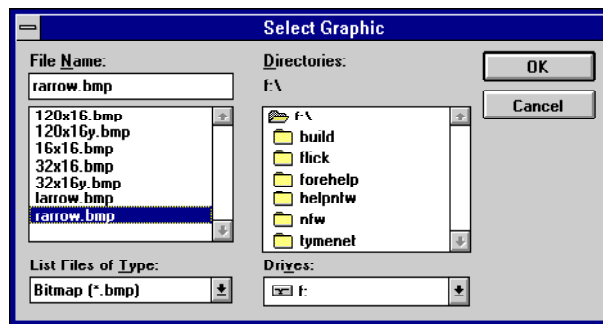 Select Graphic
File Name:
rarrow.bmp
120x16.bmp
120x16y.bmp
16x16.bmp
32x16.bmp
32x16y.bmp
larrow.bmp
rarrow.bmp
List Files of Type:
Bitmap (*.bmp)
Directories:
f:\
f:\
build
flick
forehelp
helpnfw
nfw
tymenet
Drives:
f:
OK
Cancel